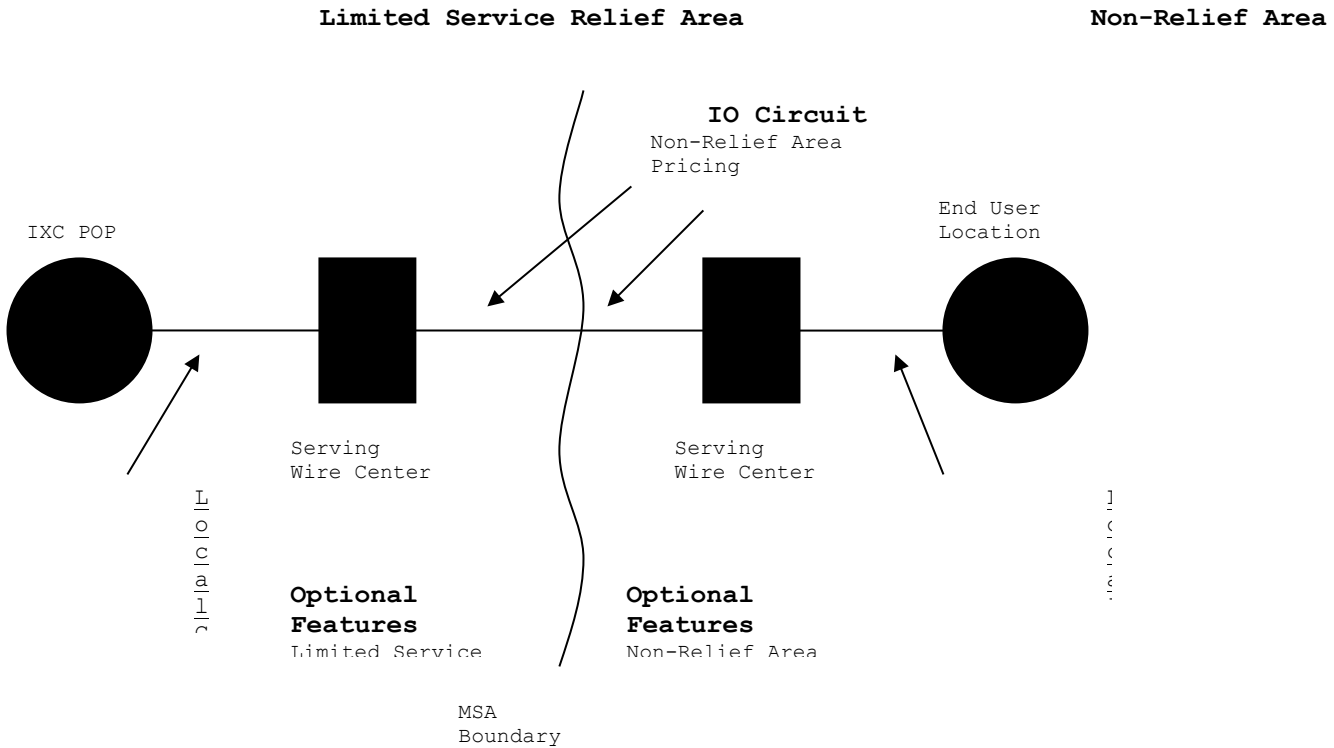 Limited Service Relief Area
Non-Relief Area
IO Circuit
Non-Relief Area
Pricing
IXC POP
End User
Location
Serving
Wire Center
Serving
Wire Center
Local
Optional
Features
Limited Service
Optional
Features
Non-Relief Area
MSA
Boundary